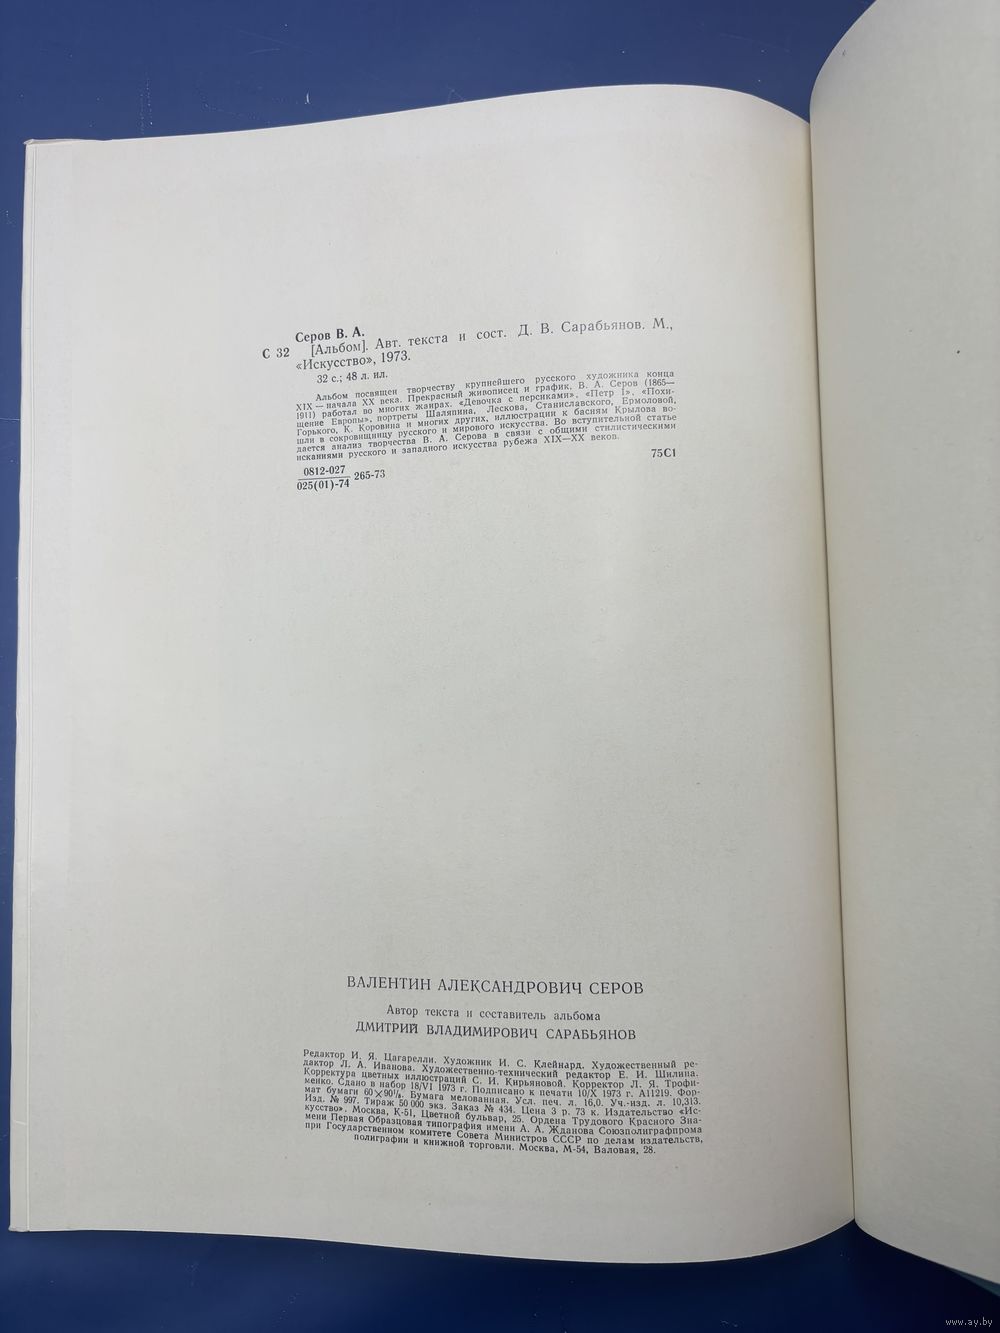 Серов В. А.
С 32 [Альбом]. Авт. текста и сост. Д. В. Сарабьянов. М.,
«Искусство», 1973.
32 с.; 48 л. ил.
Альбом посвящен творчеству крупнейшего русского художника конца
XIX — начала XX века. Прекрасный живописец и график, В. А. Серов (1865—
1911) работал во многих жанрах. «Девочка с персиками», «Петр I», «Похи-
щение Европы», портреты Шаляпина, Лескова, Станиславского, Ермоловой,
Горького, К. Коровина и многих других, иллюстрации к басням Крылова во-
шли в сокровищницу русского и мирового искусства. Во вступительной статье
дается анализ творчества В. А. Серова в связи с общими стилистическими
исканиями русского и западного искусства рубежа XIX—XX веков.
0812-027
025(01)-74 265-73
75С1
ВАЛЕНТИН АЛЕКСАНДРОВИЧ СЕРОВ
Автор текста и составитель альбома
ДМИТРИЙ ВЛАДИМИРОВИЧ САРАБЬЯНОВ
Редактор И. Я. Цагарелли. Художник И. С. Клейнард. Художественный ре-
дактор Л. А. Иванова. Художественно-технический редактор Е. И. Шилина.
Корректура цветных иллюстраций С. И. Кирьяновой. Корректор Л. Я. Трофи-
менко. Сдано в набор 18/VI 1973 г. Подписано к печати 10/X 1973 г. А11219. Фор-
мат бумаги 60×90¹/₈. Бумага мелованная. Усл. печ. л. 16,0. Уч.-изд. л. 10,313.
Изд. № 997. Тираж 50 000 экз. Заказ № 434. Цена 3 р. 73 к. Издательство «Ис-
кусство». Москва, К-51, Цветной бульвар, 25. Ордена Трудового Красного Зна-
мени Первая Образцовая типография имени А. А. Жданова Союзполиграфпрома
при Государственном комитете Совета Министров СССР по делам издательств,
полиграфии и книжной торговли. Москва, М-54, Валовая, 28.
www.ay.by